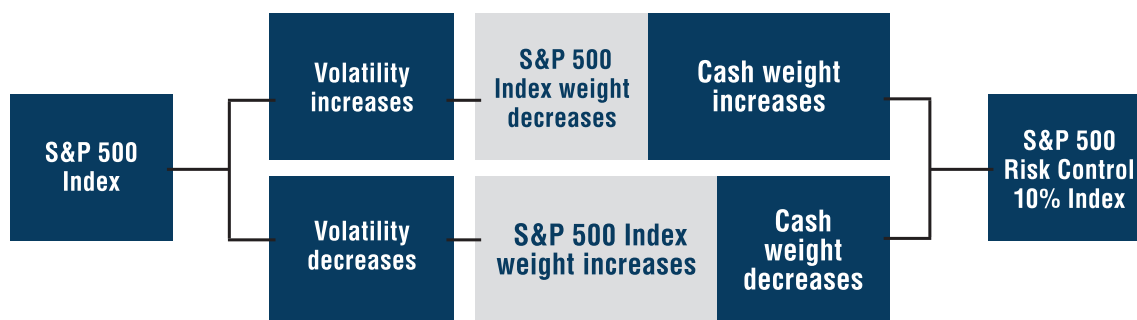 S&P 500
Index
Volatility
increases
S&P 500
Index weight
decreases
Cash weight
increases
Volatility
decreases
S&P 500 Index
weight increases
Cash
weight
decreases
S&P 500
Risk Control
10% Index